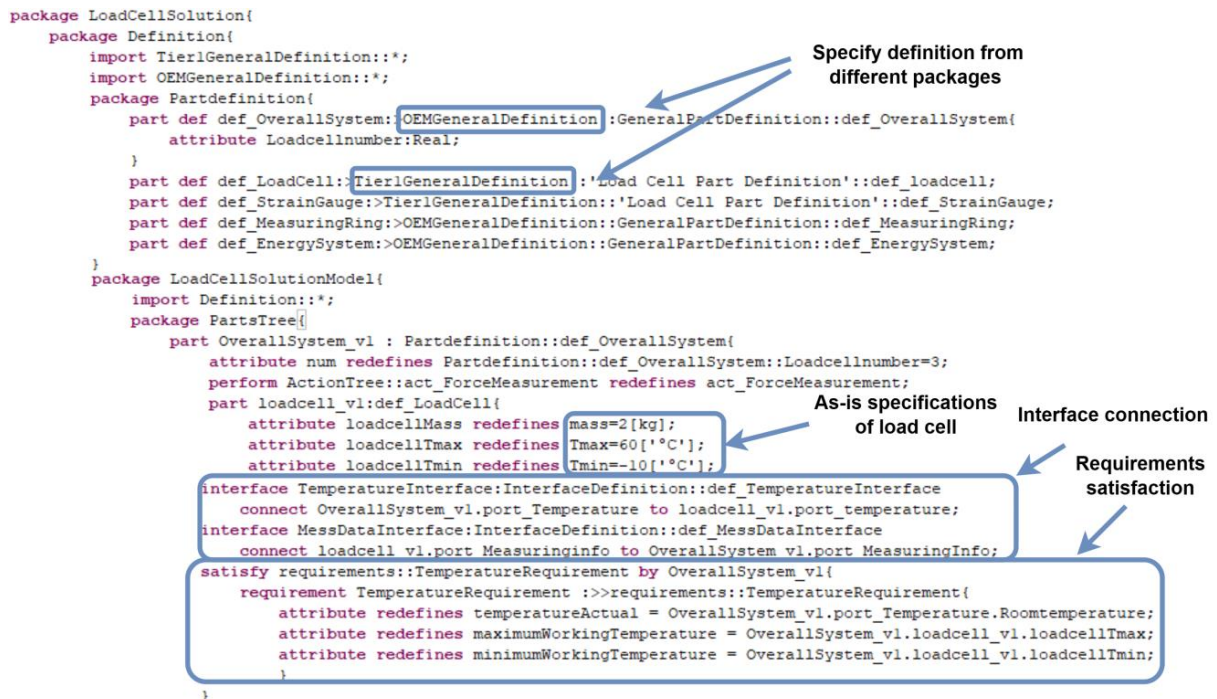 package LoadCellSolution{
package Definition{
import Tier1GeneralDefinition::*;
import OEMGeneralDefinition::*;
package Partdefinition{
part def def_OverallSystem:>OEMGeneralDefinition::GeneralPartDefinition::def_OverallSystem{
attribute Loadcellnumber:Real;
}
part def def_LoadCell:>Tier1GeneralDefinition::'Load Cell Part Definition'::def_loadcell;
part def def_StrainGauge:>Tier1GeneralDefinition::'Load Cell Part Definition'::def_StrainGauge;
part def def_MeasuringRing:>OEMGeneralDefinition::GeneralPartDefinition::def_MeasuringRing;
part def def_EnergySystem:>OEMGeneralDefinition::GeneralPartDefinition::def_EnergySystem;
}
package LoadCellSolutionModel{
import Definition::*;
package PartsTree{
part OverallSystem_v1 : Partdefinition::def_OverallSystem{
attribute num redefines Partdefinition::def_OverallSystem::Loadcellnumber=3;
perform ActionTree::act_ForceMeasurement redefines act_ForceMeasurement;
part loadcell_v1:def_LoadCell{
attribute loadcellMass redefines mass=2[kg];
attribute loadcellTmax redefines Tmax=60['°C'];
attribute loadcellTmin redefines Tmin=-10['°C'];
interface TemperatureInterface:InterfaceDefinition::def_TemperatureInterface
connect OverallSystem_v1.port_Temperature to loadcell_v1.port_temperature;
interface MessDataInterface:InterfaceDefinition::def_MessDataInterface
connect loadcell_v1.port_Measuringinfo to OverallSystem_v1.port_MeasuringInfo;
satisfy requirements::TemperatureRequirement by OverallSystem_v1{
requirement TemperatureRequirement :>>requirements::TemperatureRequirement{
attribute redefines temperatureActual = OverallSystem_v1.port_Temperature.Roomtemperature;
attribute redefines maximumWorkingTemperature = OverallSystem_v1.loadcell_v1.loadcellTmax;
attribute redefines minimumWorkingTemperature = OverallSystem_v1.loadcell_v1.loadcellTmin;
}
}
Specify definition from
different packages
As-is specifications
of load cell
Interface connection
Requirements
satisfaction